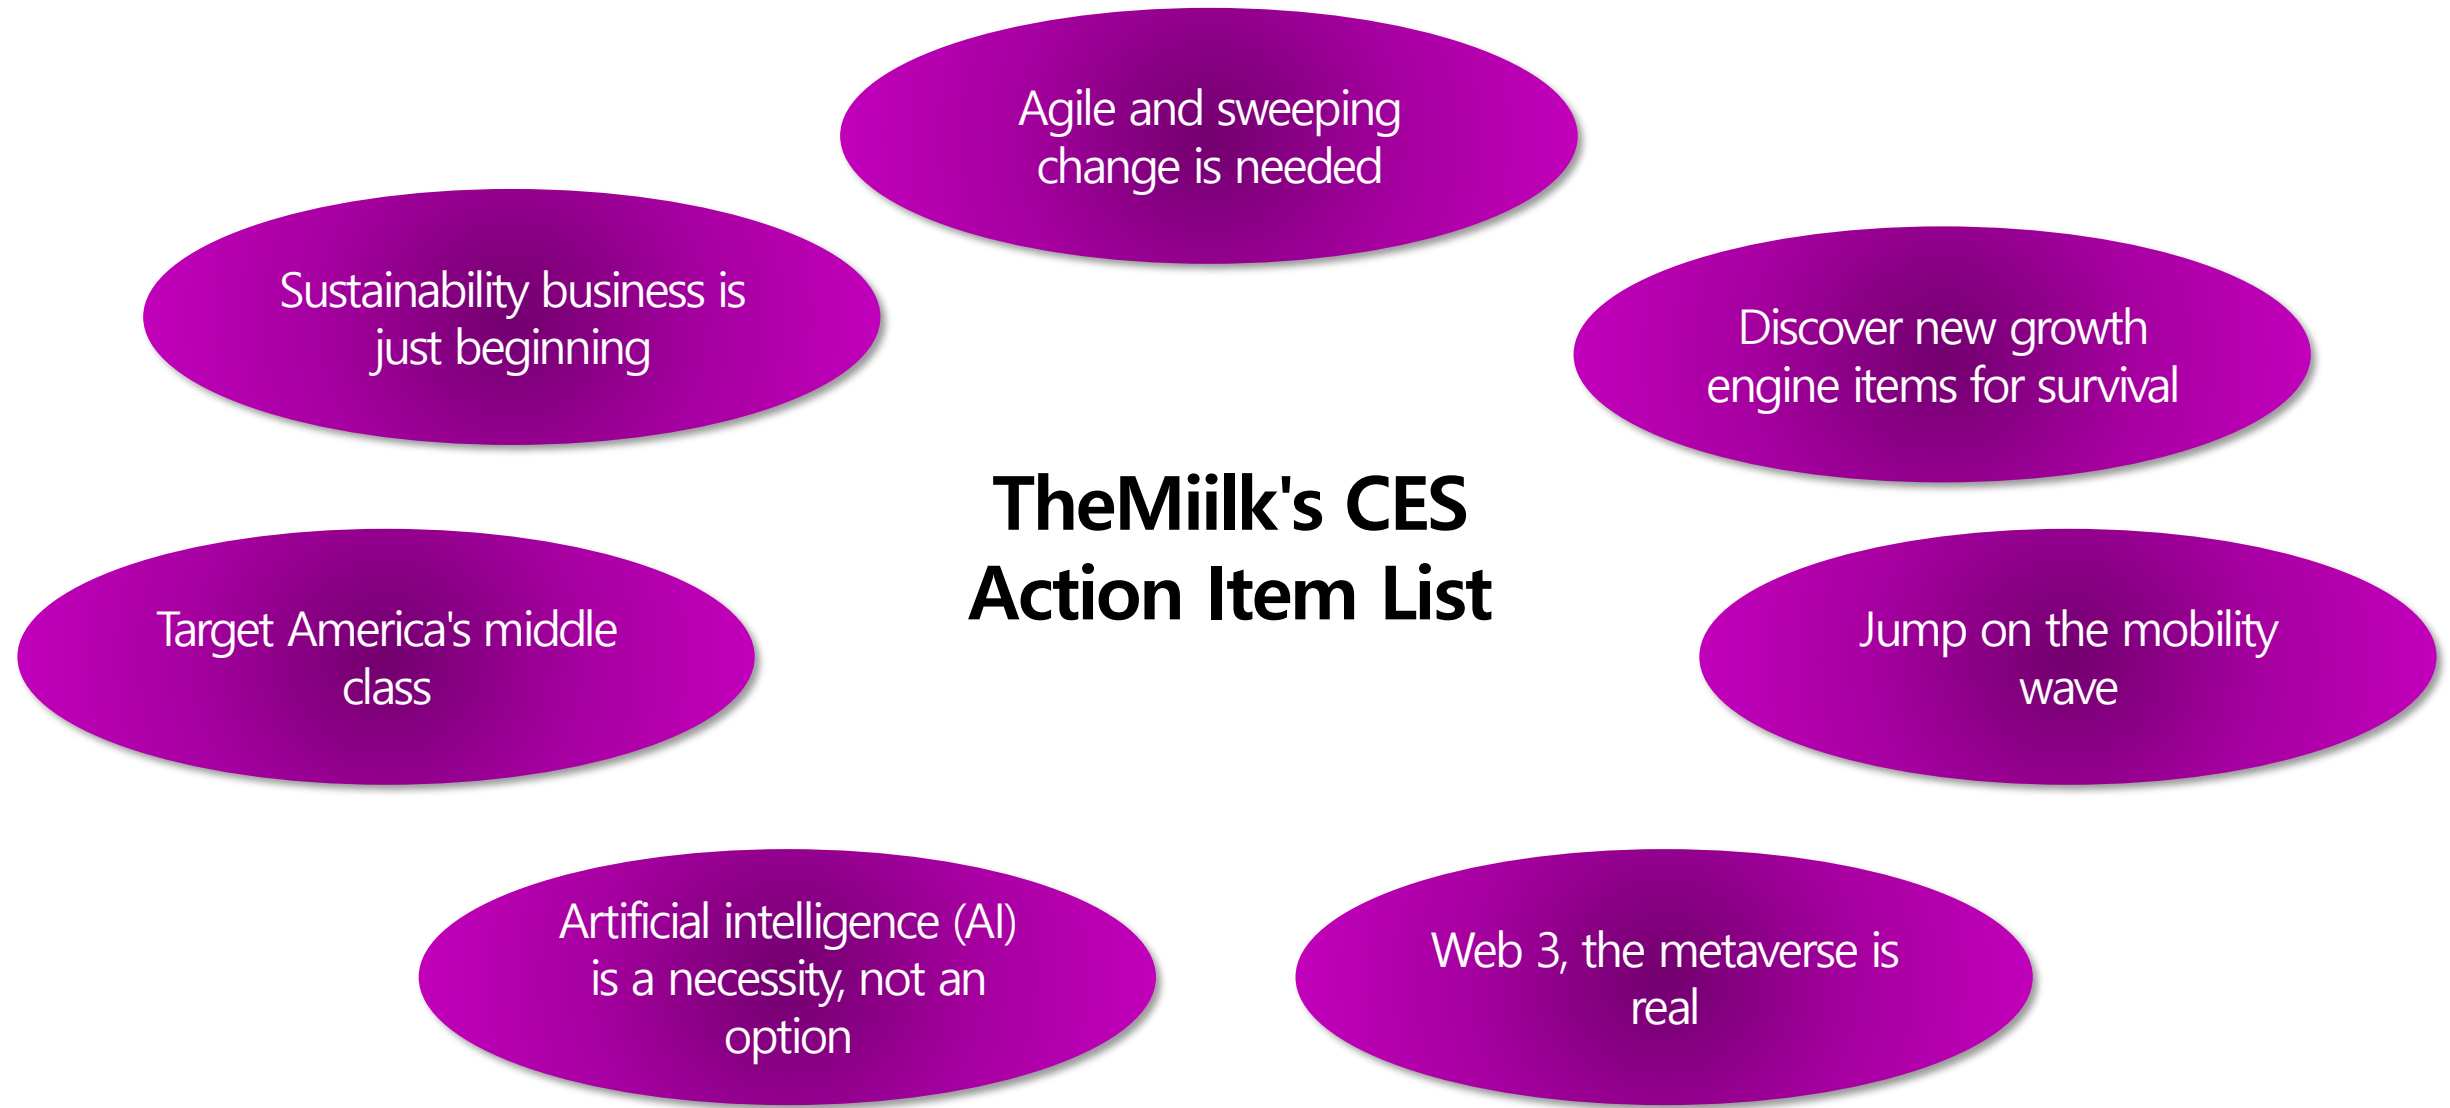 Agile and sweeping
change is needed
Sustainability business is
just beginning
Discover new growth
engine items for survival
TheMiilk's CES
Action Item List
Target America's middle
class
Jump on the mobility
wave
Artificial intelligence (AI)
is a necessity, not an
option
Web 3, the metaverse is
real